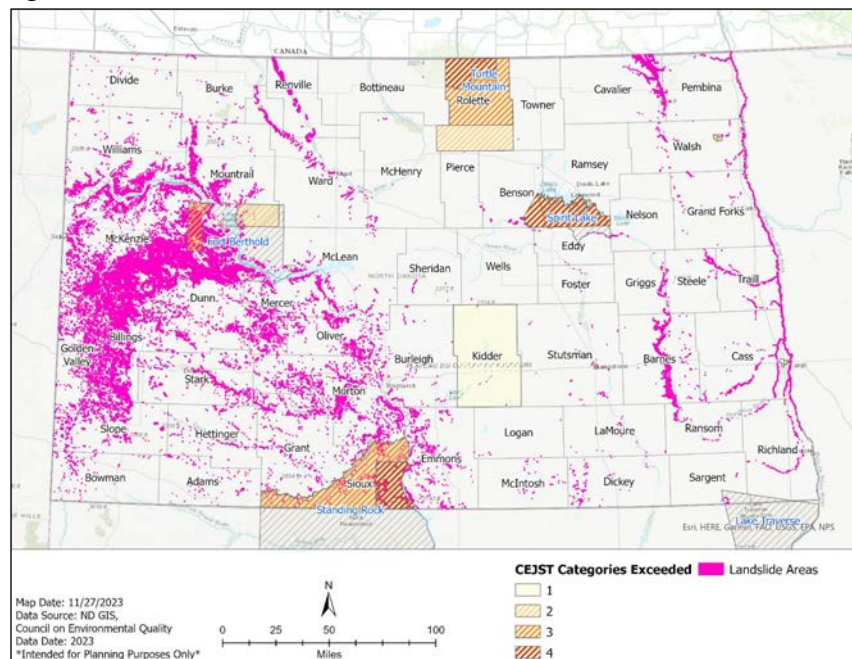 CANADA
Divide
Burke
Renville
Bottineau
Turtle
Mountain
Rolette
Towner
Cavalier
Pembina
Williams
Mountrail
Ward
McHenry
Pierce
Ramsey
Walsh
Benson
Spirit Lake
Nelson
Grand Forks
McKenzie
Fort Berthold
McLean
NORTH DAKOTA
Sheridan
Wells
Eddy
Foster
Griggs
Steele
Traill
Dunn
Mercer
Oliver
Billings
Golden
Valley
Stark
Morton
Burleigh
Bismarck
Kidder
Stutsman
Barnes
Cass
Slope
Hettinger
Grant
Emmons
Logan
LaMoure
Ransom
Richland
Bowman
Adams
Sioux
McIntosh
Dickey
Sargent
Standing Rock
Lake Traverse
Esri, HERE, Garmin, FAO, USGS, EPA, NPS
Map Date: 11/27/2023
Data Source: ND GIS,
Council on Environmental Quality
Data Date: 2023
*Intended for Planning Purposes Only*
N
0 25 50 100
Miles
CEJST Categories Exceeded
1
2
3
4
Landslide Areas